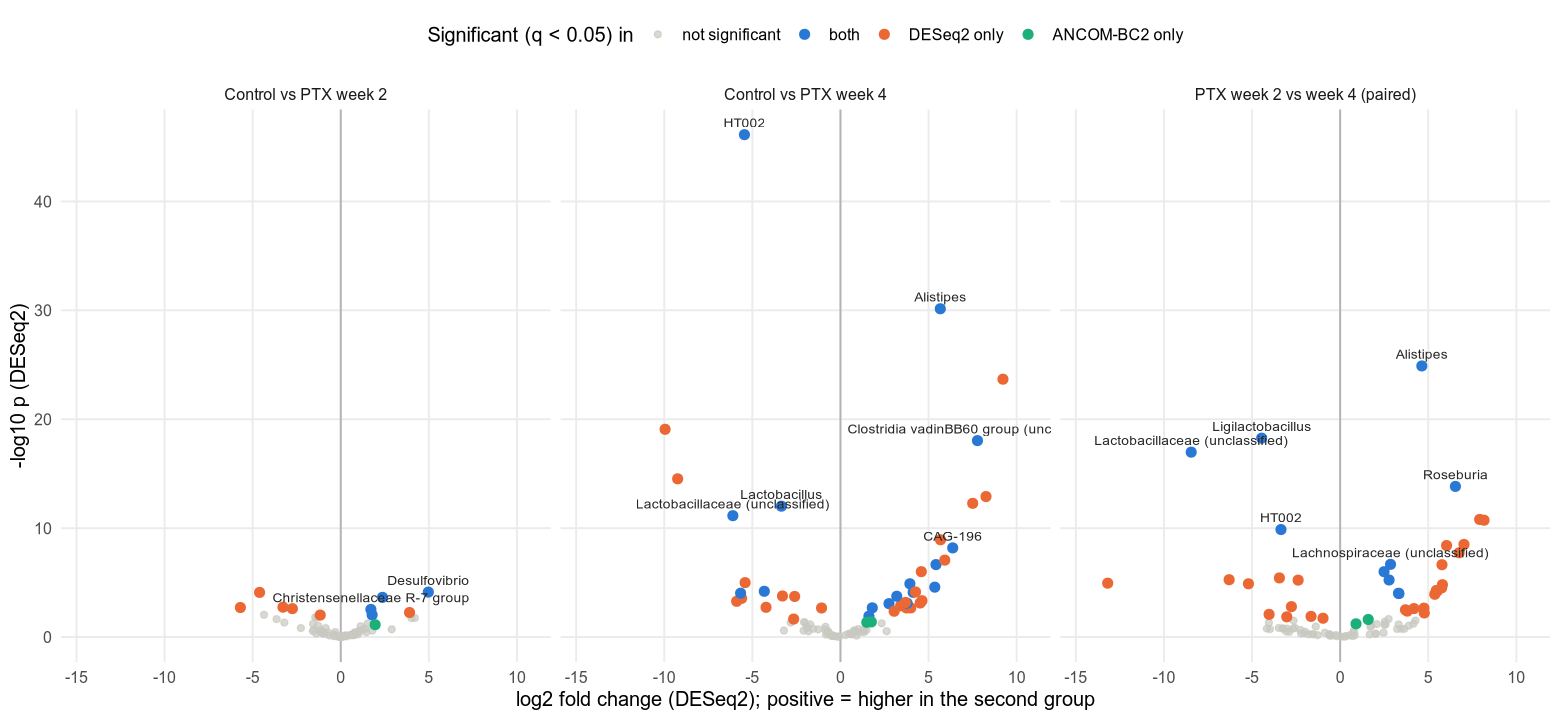 Significant (q < 0.05) in not significant both DESeq2 only ANCOM-BC2 only
Control vs PTX week 2
Control vs PTX week 4
PTX week 2 vs week 4 (paired)
-log10 p (DESeq2)
40
30
20
10
0
Desulfovibrio
Christensenellaceae R-7 group
HT002
Alistipes
Clostridia vadinBB60 group (unc
Lactobacillus
Lactobacillaceae (unclassified)
CAG-196
Alistipes
Ligilactobacillus
Lactobacillaceae (unclassified)
Roseburia
HT002
Lachnospiraceae (unclassified)
-15 -10 -5 0 5 10
-15 -10 -5 0 5 10
-15 -10 -5 0 5 10
log2 fold change (DESeq2); positive = higher in the second group